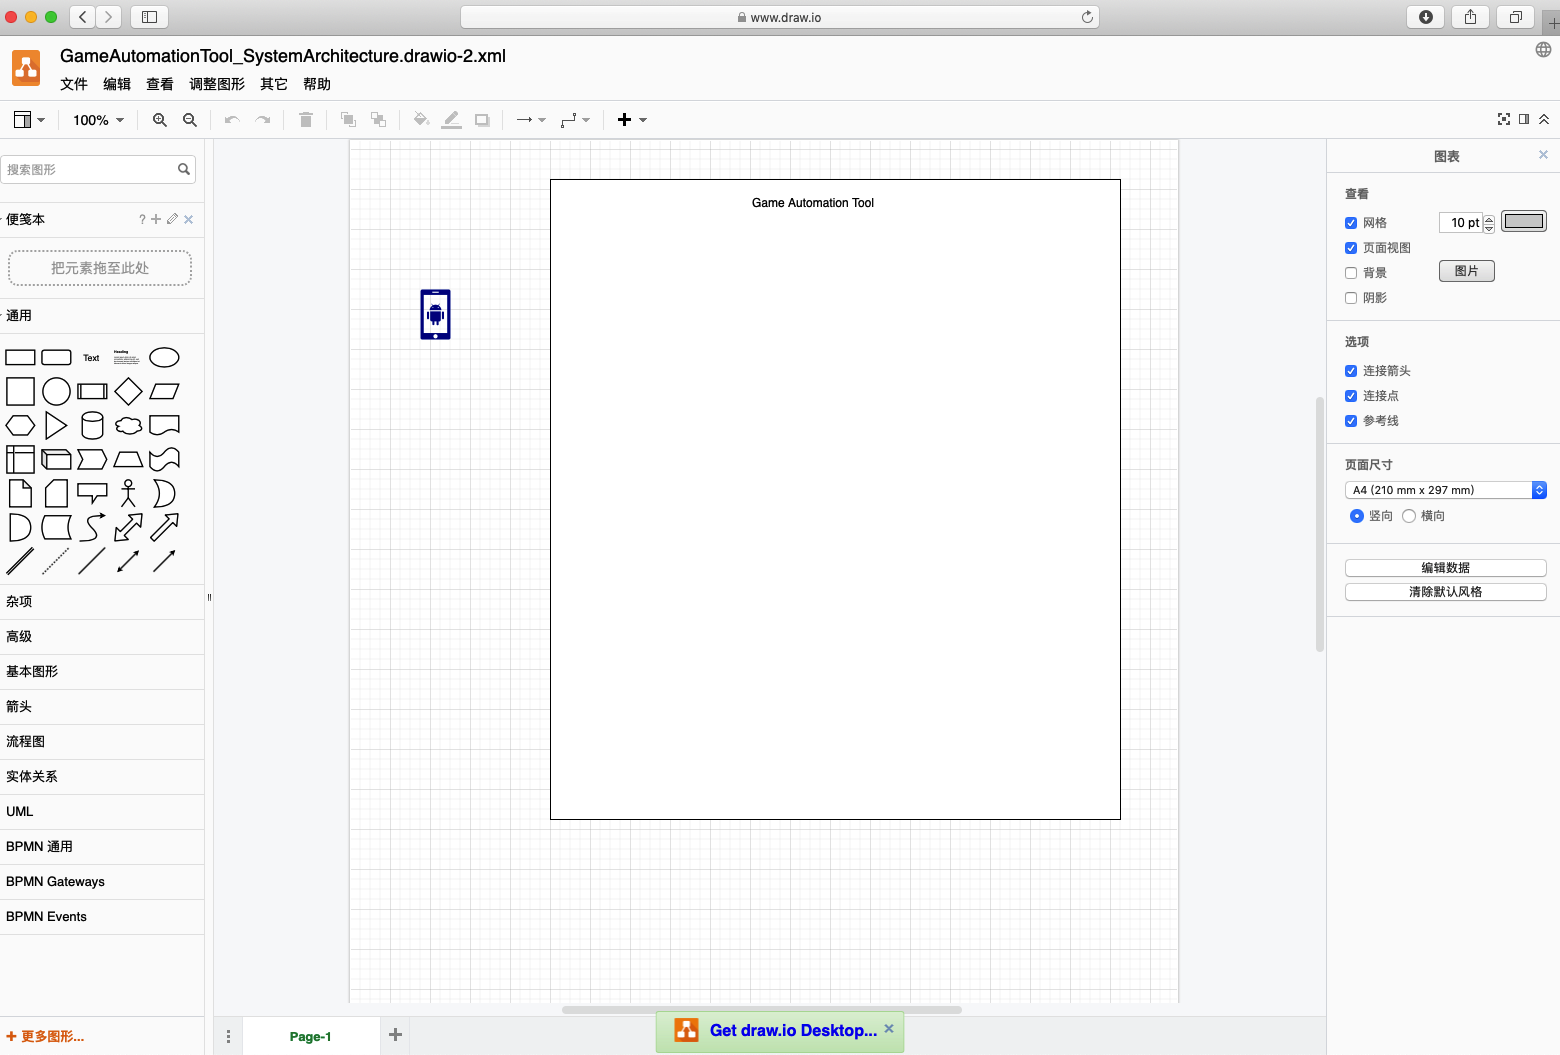 www.draw.io
GameAutomationTool_SystemArchitecture.drawio-2.xml
文件 编辑 查看 调整图形 其它 帮助
100%
搜索图形
便笺本
?
把元素拖至此处
通用
Text
Heading
杂项
高级
基本图形
箭头
流程图
实体关系
UML
BPMN 通用
BPMN Gateways
BPMN Events
更多图形...
Game Automation Tool
Page-1
Get draw.io Desktop...
图表
查看
网格 10 pt
页面视图
背景 图片
阴影
选项
连接箭头
连接点
参考线
页面尺寸
A4 (210 mm x 297 mm)
竖向 横向
编辑数据
清除默认风格